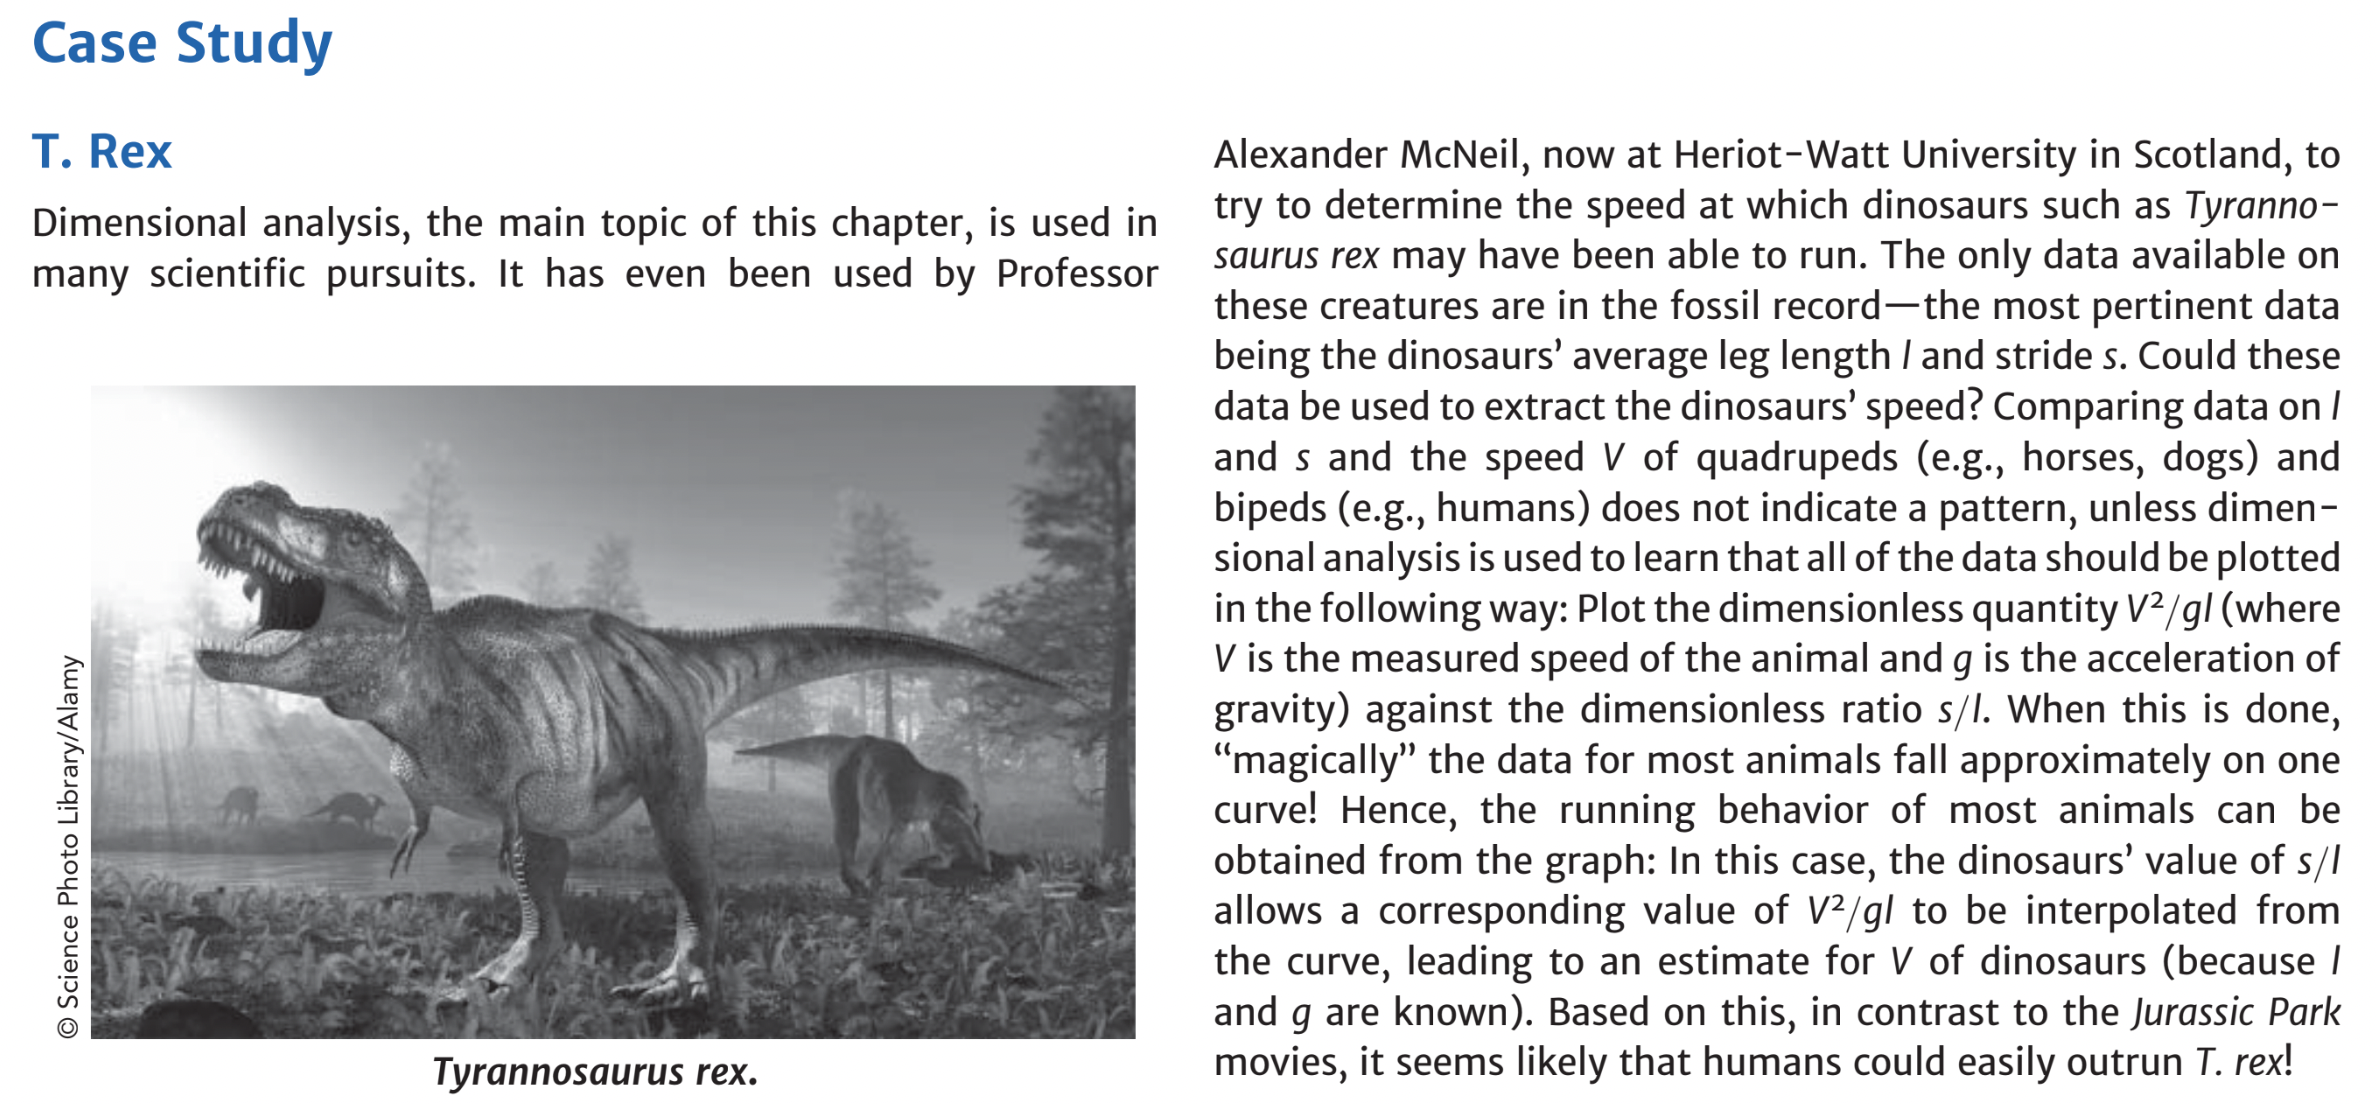 Case Study
T. Rex
Dimensional analysis, the main topic of this chapter, is used in
many scientific pursuits. It has even been used by Professor
© Science Photo Library/Alamy
Tyrannosaurus rex.
Alexander McNeil, now at Heriot-Watt University in Scotland, to
try to determine the speed at which dinosaurs such as Tyranno-
saurus rex may have been able to run. The only data available on
these creatures are in the fossil record—the most pertinent data
being the dinosaurs’ average leg length l and stride s. Could these
data be used to extract the dinosaurs’ speed? Comparing data on l
and s and the speed V of quadrupeds (e.g., horses, dogs) and
bipeds (e.g., humans) does not indicate a pattern, unless dimen-
sional analysis is used to learn that all of the data should be plotted
in the following way: Plot the dimensionless quantity V²/gl (where
V is the measured speed of the animal and g is the acceleration of
gravity) against the dimensionless ratio s/l. When this is done,
“magically” the data for most animals fall approximately on one
curve! Hence, the running behavior of most animals can be
obtained from the graph: In this case, the dinosaurs’ value of s/l
allows a corresponding value of V²/gl to be interpolated from
the curve, leading to an estimate for V of dinosaurs (because l
and g are known). Based on this, in contrast to the Jurassic Park
movies, it seems likely that humans could easily outrun T. rex!